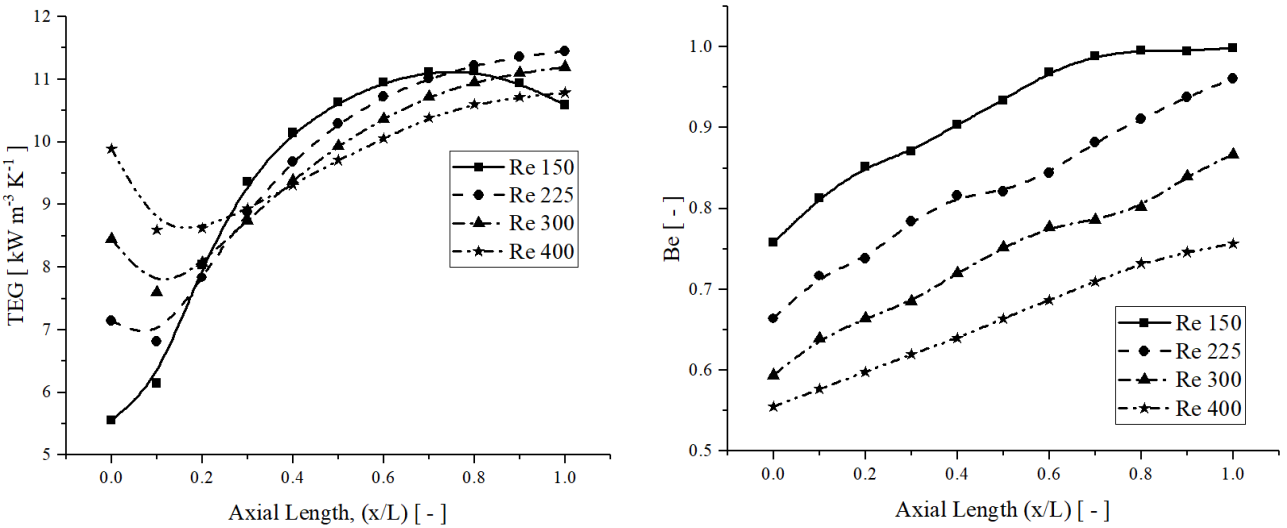 12
11
10
9
8
7
6
5
TEG [ kW m-3 K-1 ]
Re 150
Re 225
Re 300
Re 400
0.0 0.2 0.4 0.6 0.8 1.0
Axial Length, (x/L) [ - ]
1.0
0.9
0.8
0.7
0.6
0.5
Be [ - ]
Re 150
Re 225
Re 300
Re 400
0.0 0.2 0.4 0.6 0.8 1.0
Axial Length (x/L) [ - ]